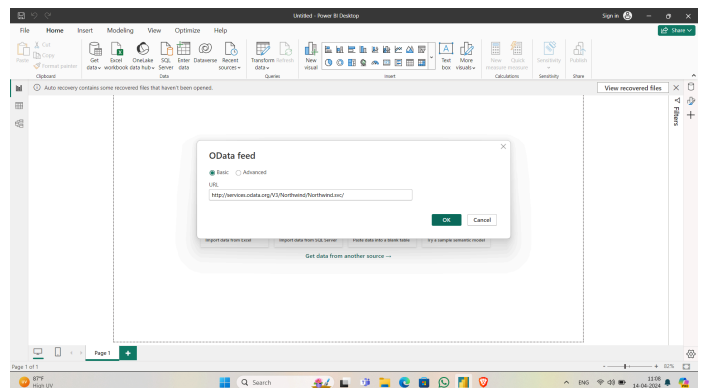 Untitled - Power BI Desktop
Sign in
File Home Insert Modeling View Optimize Help
Share
Paste
Cut
Copy
Format painter
Get data
Excel workbook
OneLake data hub
SQL Server
Enter data
Dataverse
Recent sources
Transform data
Refresh
New visual
Text box
More visuals
New measure
Quick measure
Sensitivity
Publish
Clipboard
Data
Queries
Insert
Calculations
Sensitivity
Share
Auto recovery contains some recovered files that haven't been opened.
View recovered files
Filters
OData feed
Basic
Advanced
URL
http://services.odata.org/V3/Northwind/Northwind.svc/
OK
Cancel
Import data from Excel
Import data from SQL Server
Paste data into a blank table
Try a sample semantic model
Get data from another source →
Page 1
Page 1 of 1
82%
87°F
High UV
Search
ENG
11:08
14-04-2024